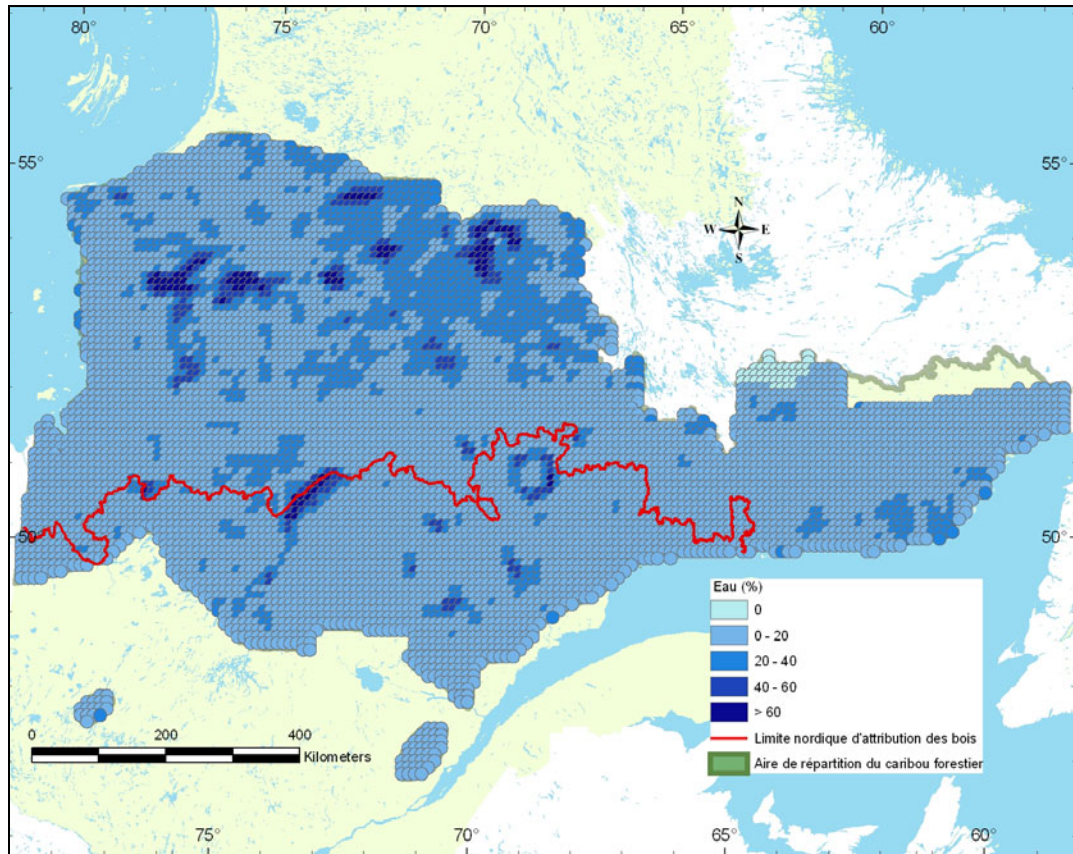 80° 75° 70° 65° 60°
55° 55°
N
W E
S
50° 50°
Eau (%)
0
0 - 20
20 - 40
40 - 60
> 60
Limite nordique d'attribution des bois
Aire de répartition du caribou forestier
0 200 400
Kilometers
75° 70° 65° 60°